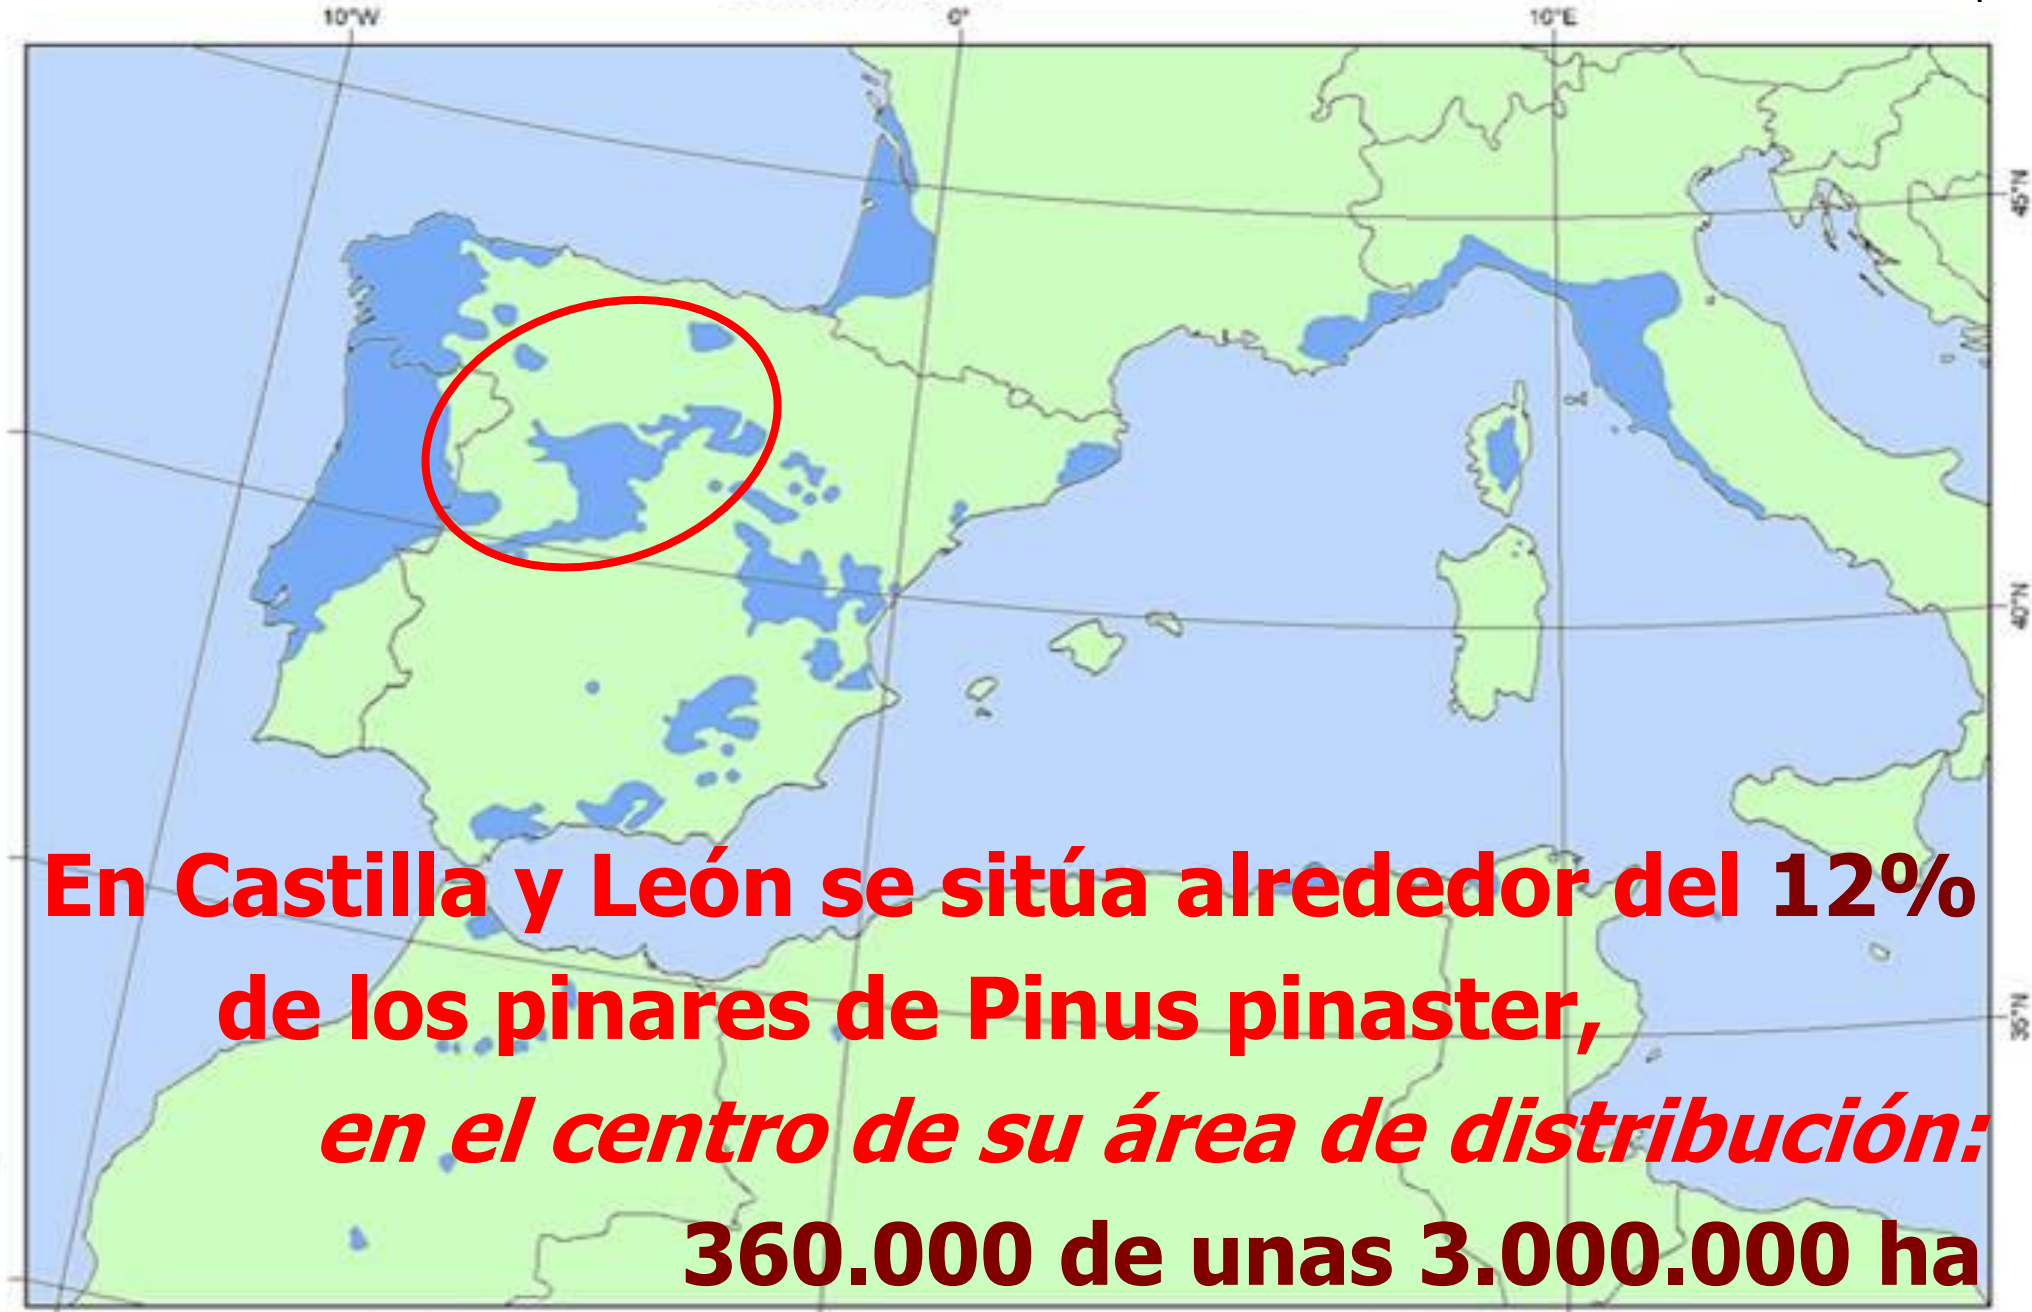 10°W 0° 10°E
45°N
40°N
En Castilla y León se sitúa alrededor del 12%
de los pinares de Pinus pinaster,
35°N
en el centro de su área de distribución:
360.000 de unas 3.000.000 ha